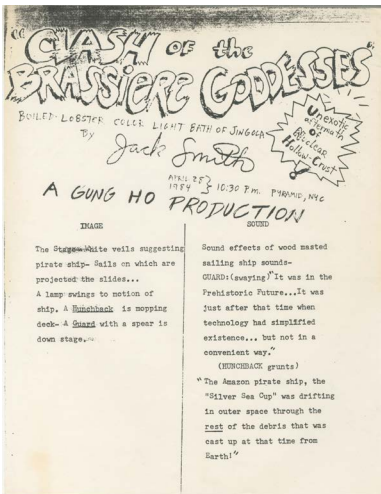 "CLASH OF the
BRASSIERE GODDESSES"
BOILED LOBSTER COLOR LIGHT BATH OF JINGOLA
By
Jack Smith
Unexotic
aftermath
of
Hollow-Crust!
APRIL 28
1984 } 10:30 P.M. PYRAMID, NYC
A GUNG HO PRODUCTION
IMAGE
The White veils suggesting
pirate ship- Sails on which are
projected the slides...
A lamp swings to motion of
ship. A Hunchback is mopping
deck- A Guard with a spear is
down stage.
SOUND
Sound effects of wood masted
sailing ship sounds-
GUARD:(swaying)"It was in the
Prehistoric Future...It was
just after that time when
technology had simplified
existence... but not in a
convenient way."
(HUNCHBACK grunts)
"The Amazon pirate ship, the
"Silver Sea Cup" was drifting
in outer space through the
rest of the debris that was
cast up at that time from
Earth!"